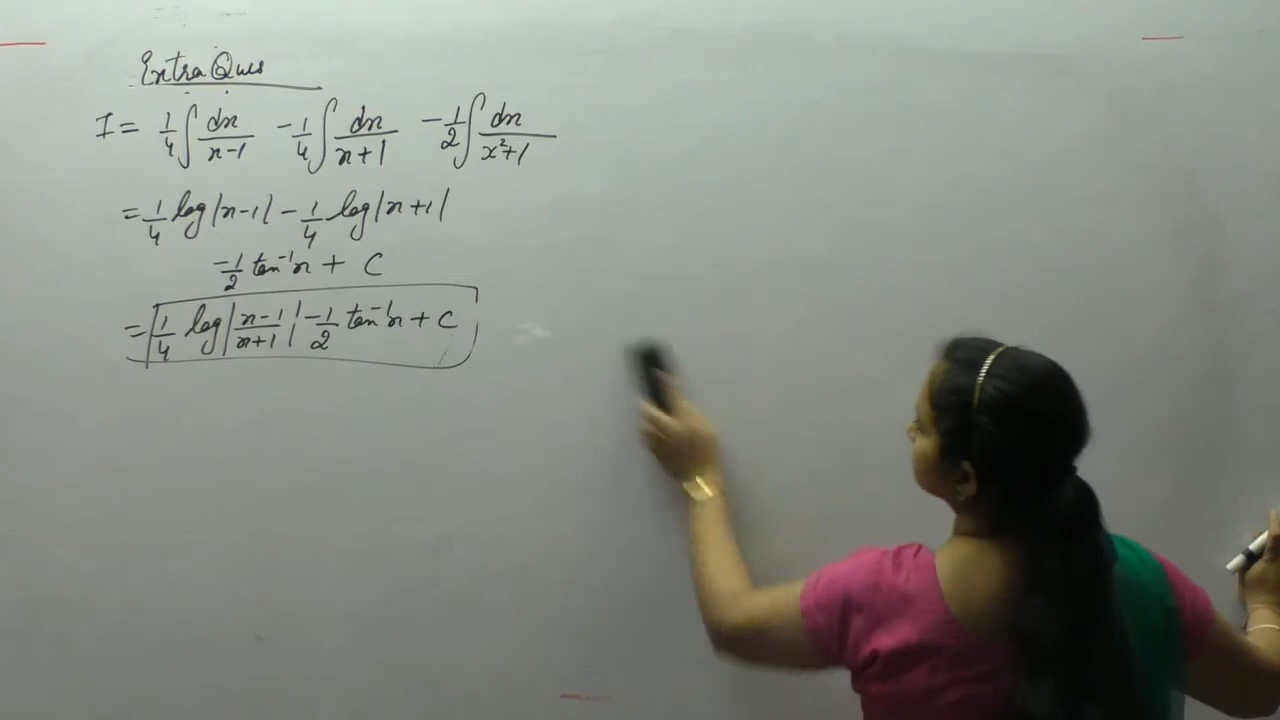 Extra Ques
I = 1/4 ∫ dx/(x-1) - 1/4 ∫ dx/(x+1) - 1/2 ∫ dx/(x²+1)
= 1/4 log|x-1| - 1/4 log|x+1|
-1/2 tan⁻¹x + C
= 1/4 log|(x-1)/(x+1)| - 1/2 tan⁻¹x + C